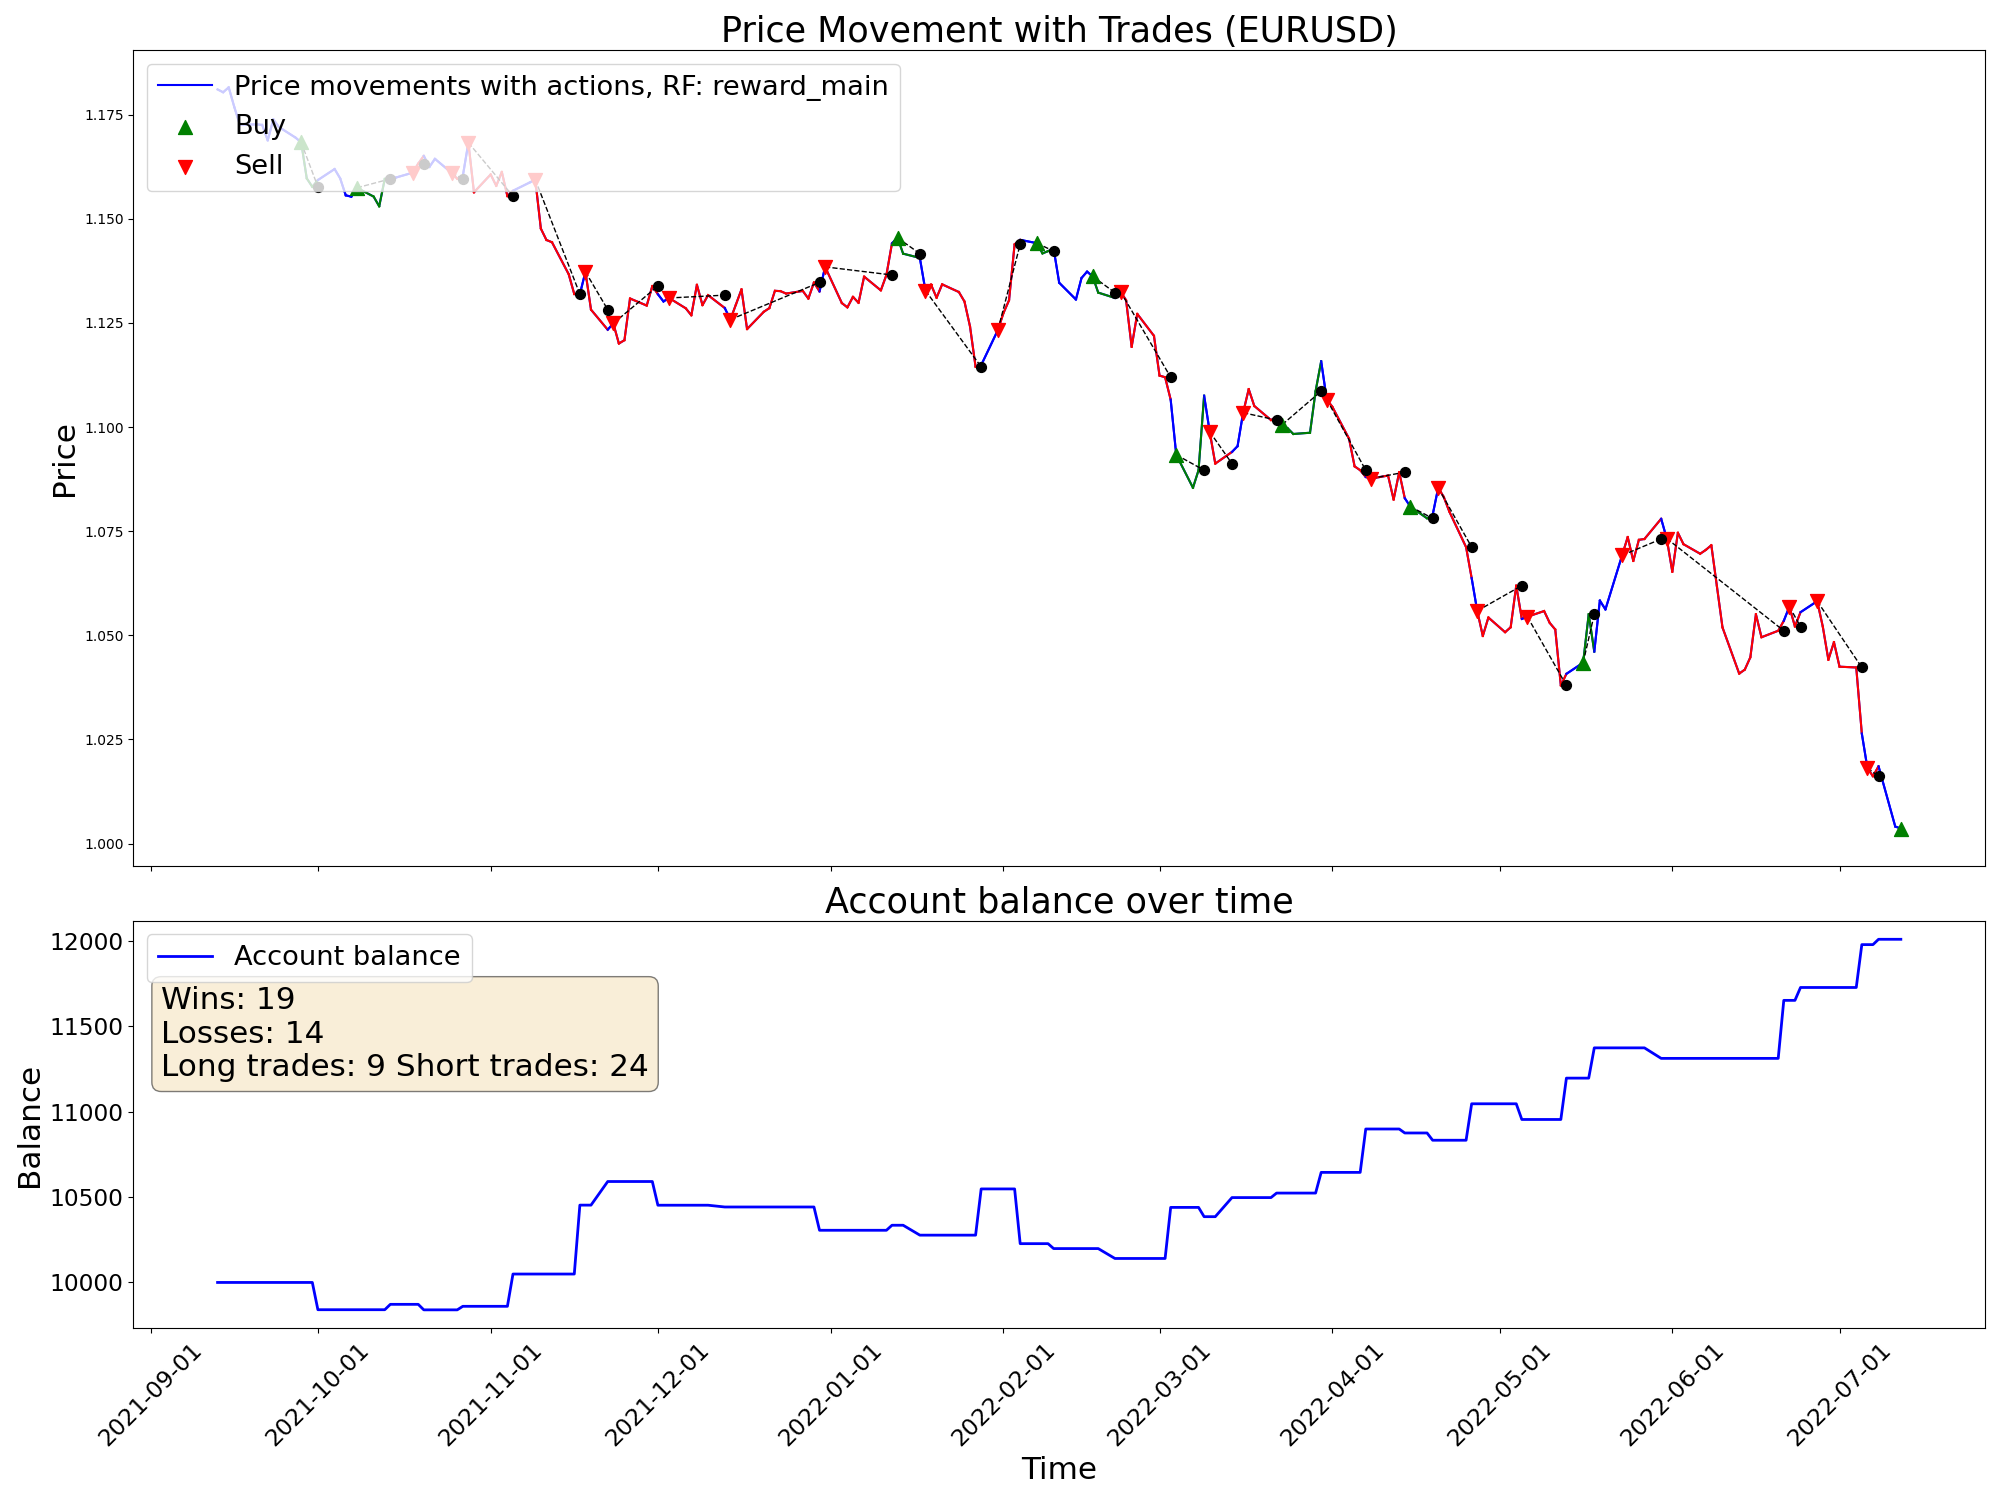 Price Movement with Trades (EURUSD)
Price movements with actions, RF: reward_main
Buy
Sell
Price
1.175
1.150
1.125
1.100
1.075
1.050
1.025
1.000
Account balance over time
Account balance
Wins: 19
Losses: 14
Long trades: 9 Short trades: 24
Balance
12000
11500
11000
10500
10000
2021-09-01
2021-10-01
2021-11-01
2021-12-01
2022-01-01
2022-02-01
2022-03-01
2022-04-01
2022-05-01
2022-06-01
2022-07-01
Time